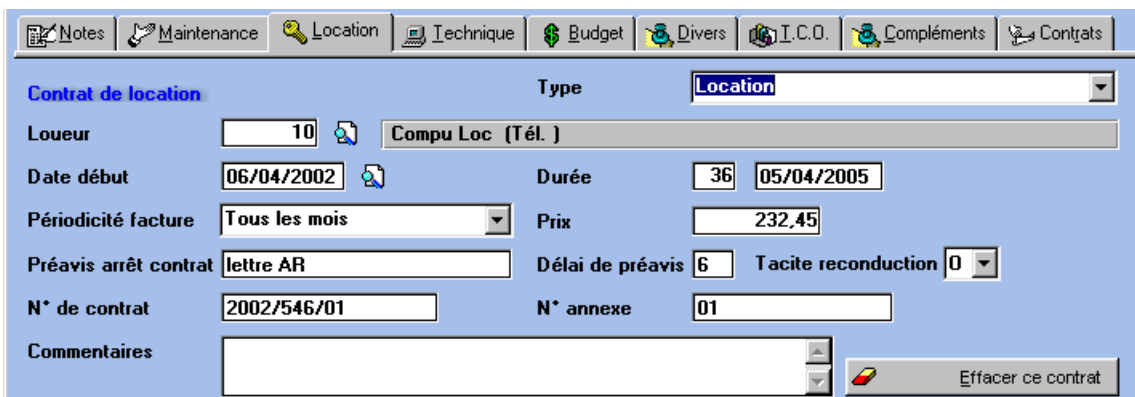 Notes Maintenance Location Technique Budget Divers T.C.O. Compléments Contrats
Contrat de location Type Location
Loueur 10 Compu Loc (Tél. )
Date début 06/04/2002 Durée 36 05/04/2005
Périodicité facture Tous les mois Prix 232,45
Préavis arrêt contrat lettre AR Délai de préavis 6 Tacite reconduction O
N° de contrat 2002/546/01 N° annexe 01
Commentaires
Effacer ce contrat